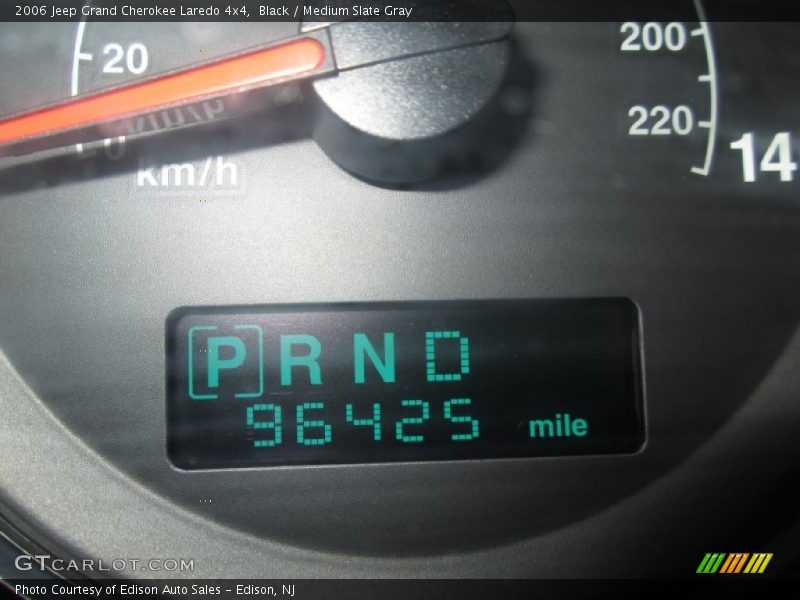 2006 Jeep Grand Cherokee Laredo 4x4, Black / Medium Slate Gray
20
200
220
14
km/h
km/h
P R N D
96425 mile
GTCARLOT.COM
Photo Courtesy of Edison Auto Sales - Edison, NJ